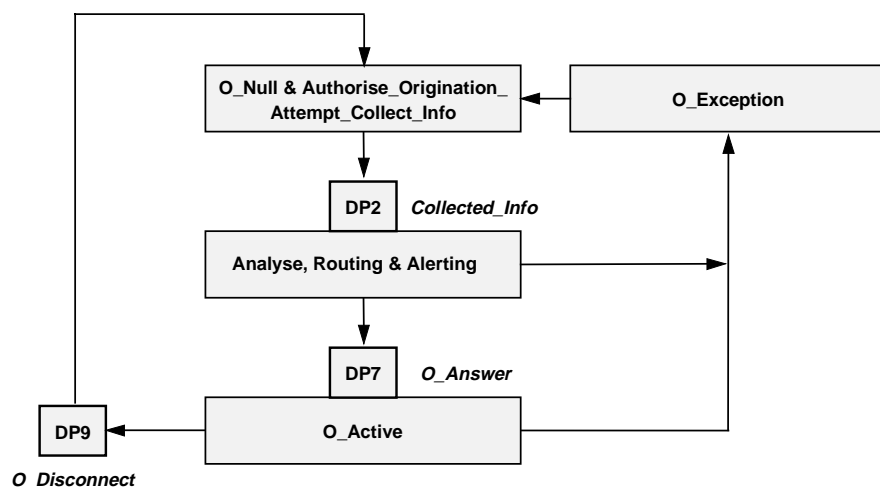 O_Null & Authorise_Origination_
Attempt_Collect_Info
O_Exception
DP2
Collected_Info
Analyse, Routing & Alerting
DP7
O_Answer
O_Active
DP9
O_Disconnect